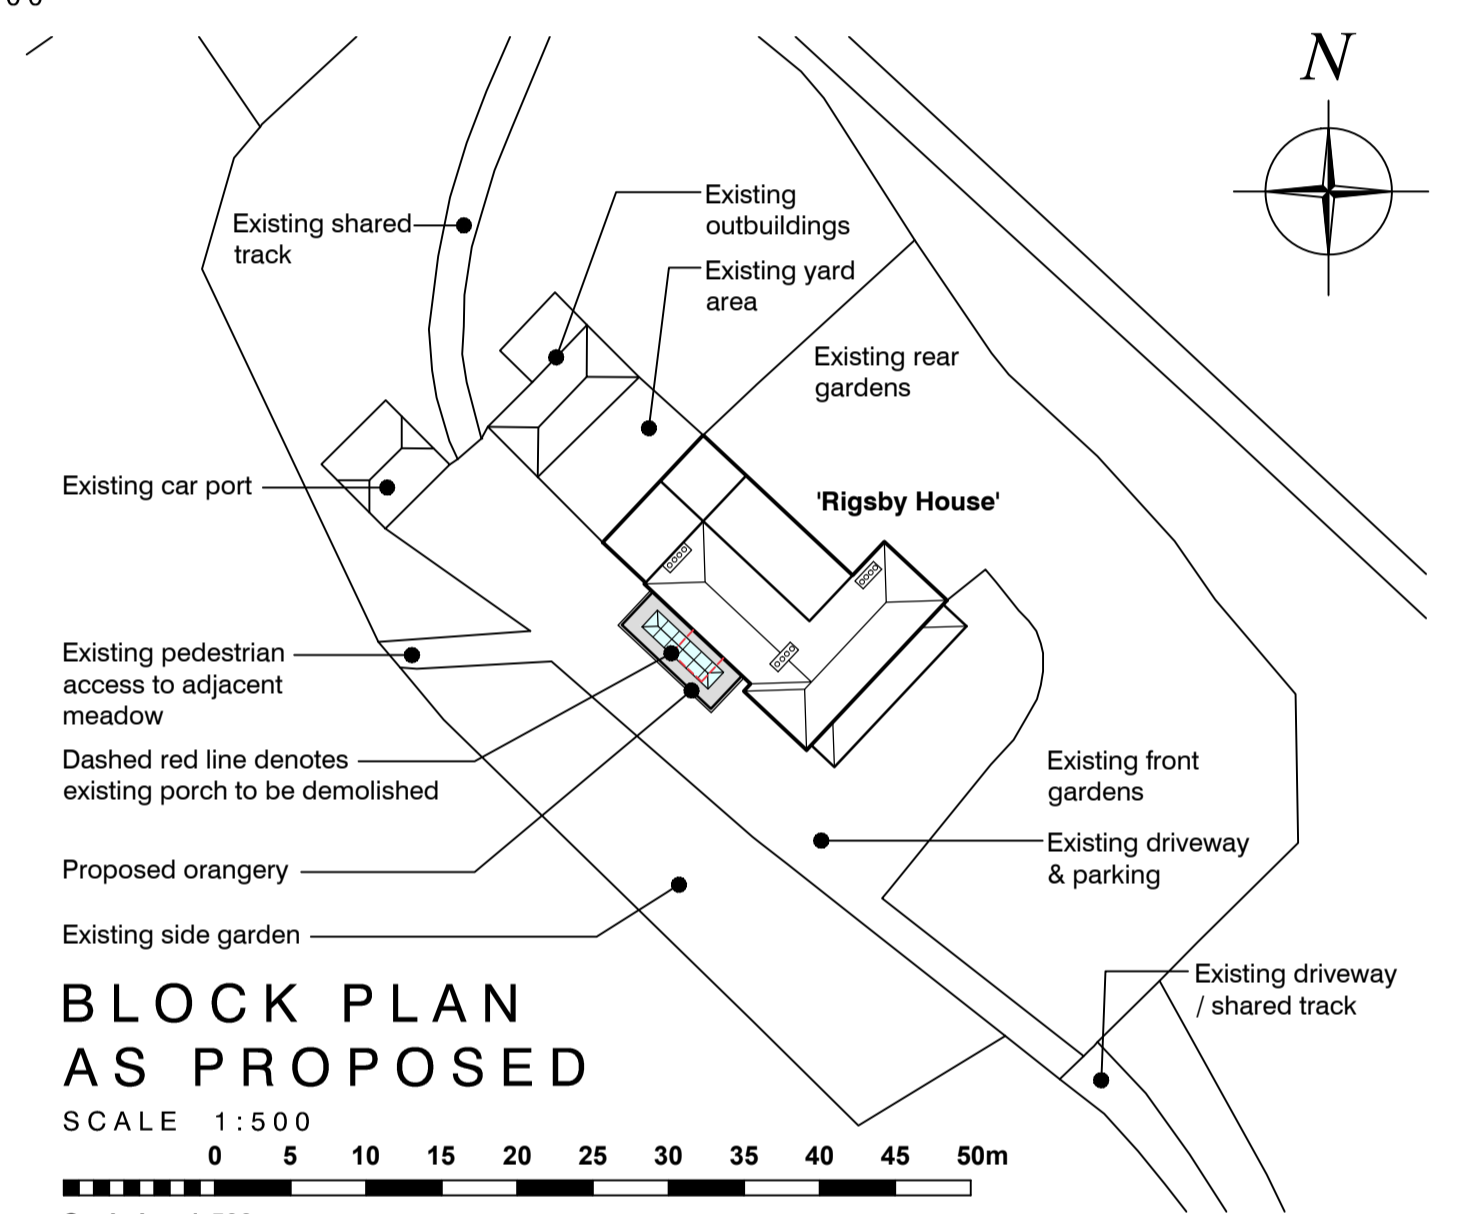 N
Existing
outbuildings
Existing shared
track
Existing yard
area
Existing rear
gardens
Existing car port
'Rigsby House'
Existing pedestrian
access to adjacent
meadow
Dashed red line denotes
existing porch to be demolished
Existing front
gardens
Existing driveway
& parking
Proposed orangery
Existing side garden
Existing driveway
/ shared track
BLOCK PLAN
AS PROPOSED
SCALE 1:500
0 5 10 15 20 25 30 35 40 45 50m